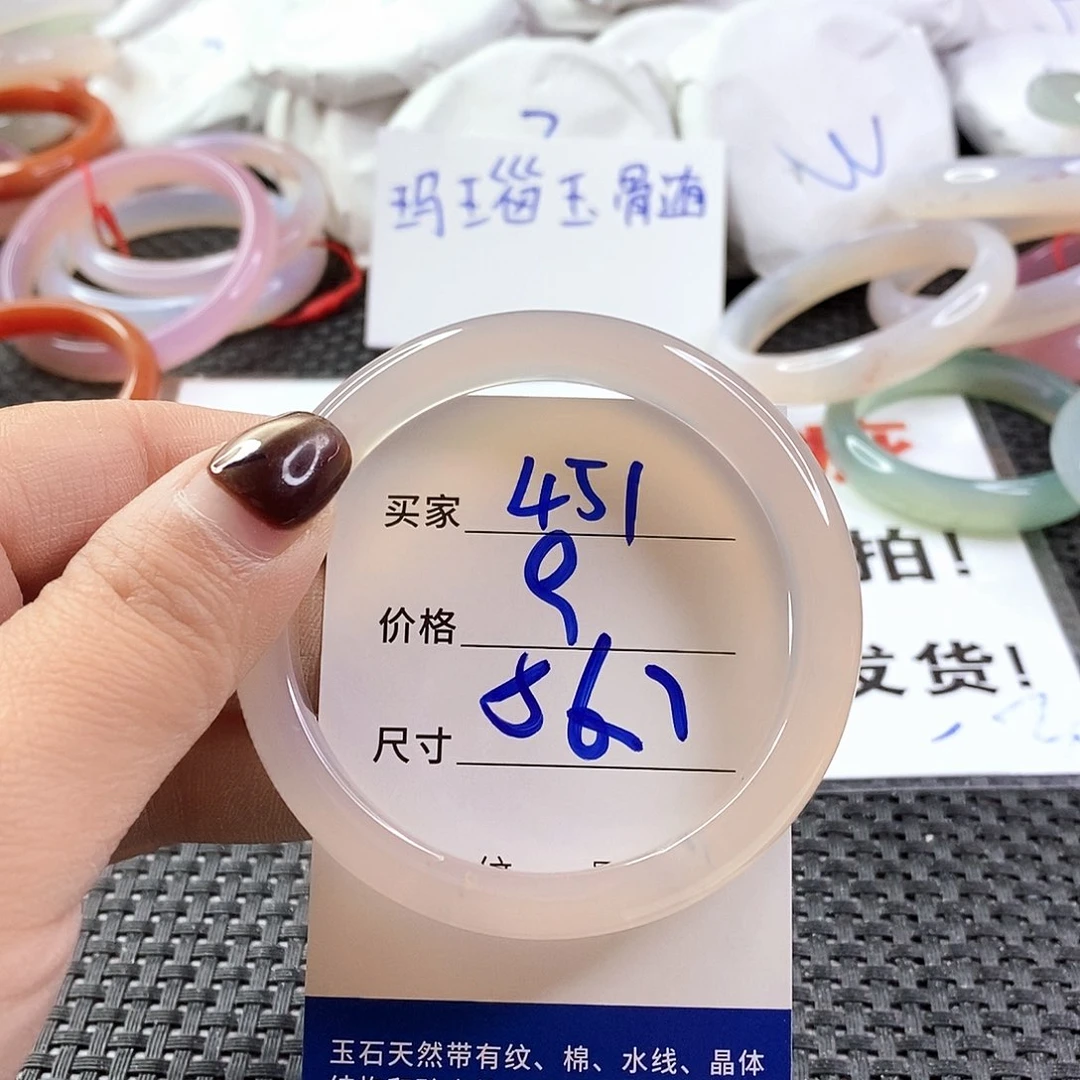 玛瑙玉骨髓
买家 451
价格 9
尺寸 561
拍！
发货！
玉石天然带有纹、棉、水线、晶体